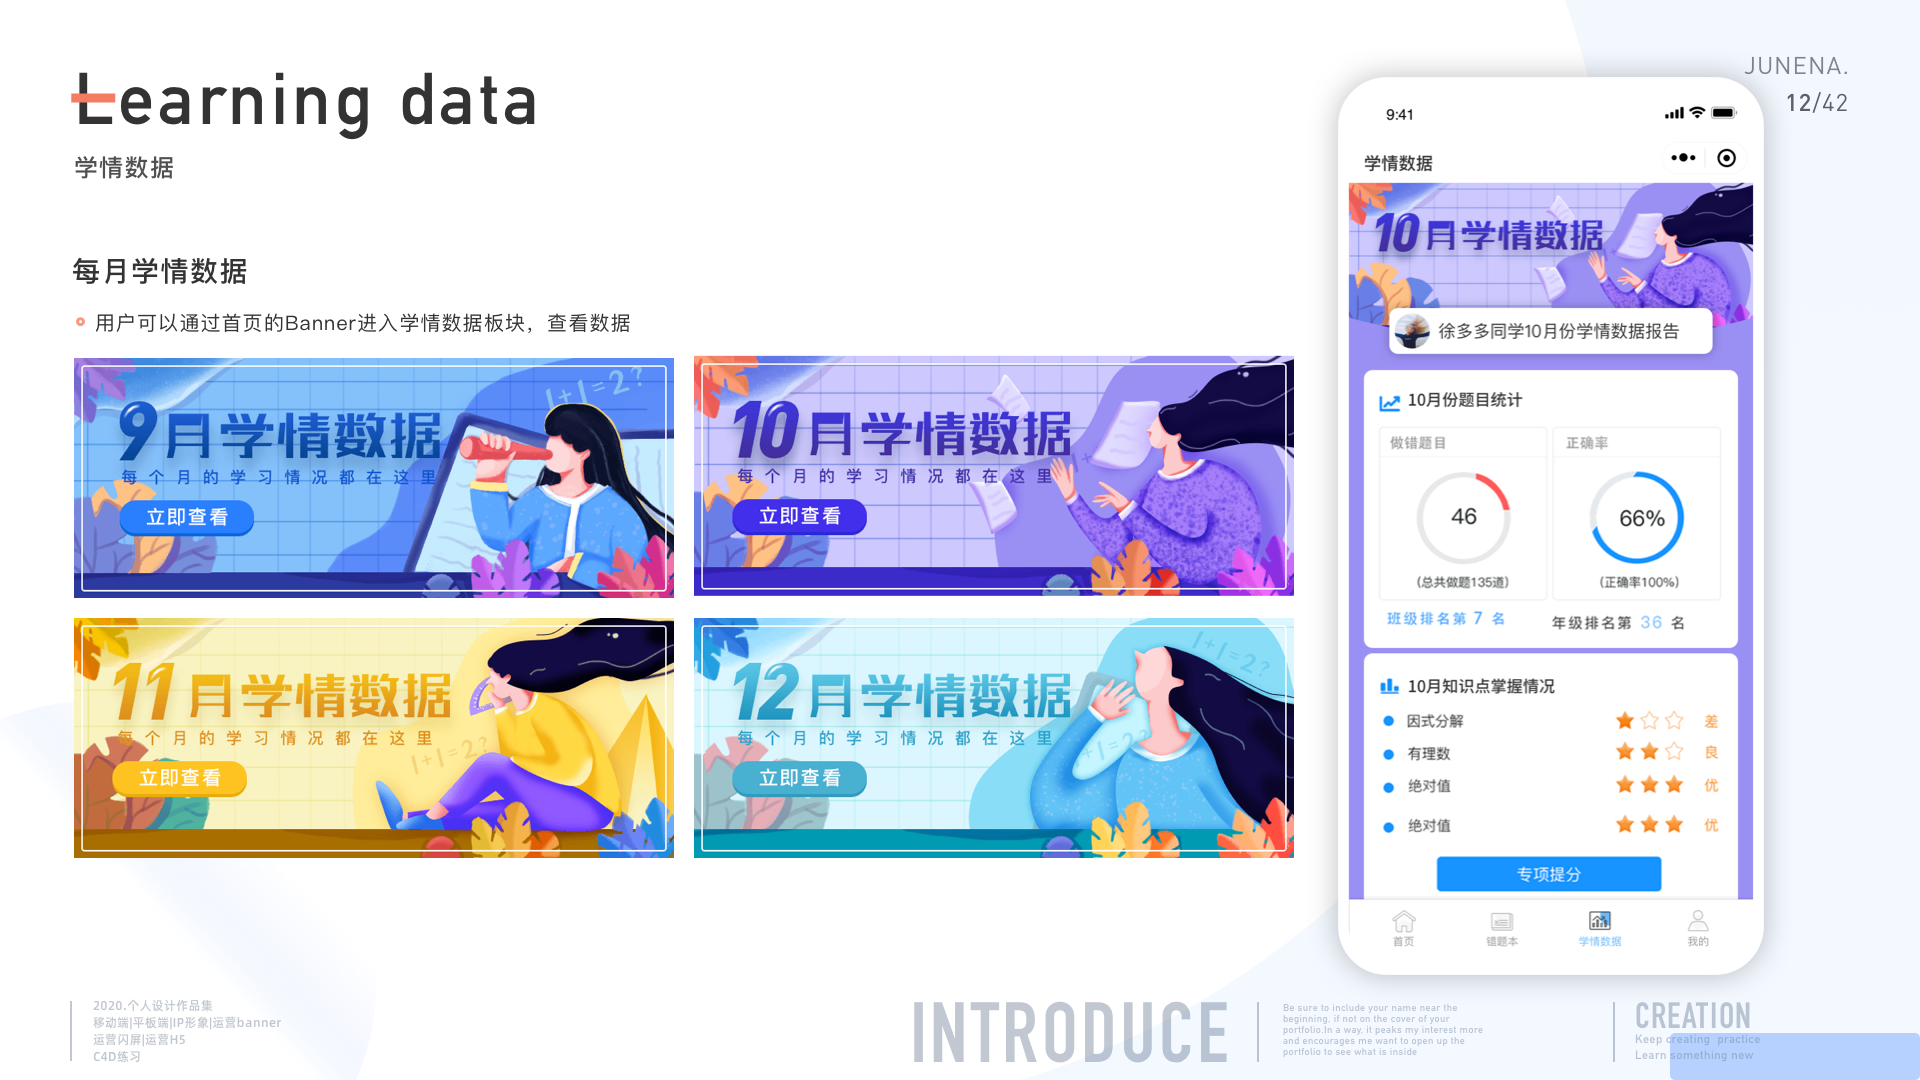 Learning data
学情数据
JUNENA.
12/42
每月学情数据
用户可以通过首页的Banner进入学情数据板块，查看数据
1+1=2?
9月学情数据
每个月的学习情况都在这里
立即查看
10月学情数据
每个月的学习情况都在这里
立即查看
11月学情数据
每个月的学习情况都在这里
1+1=2?
立即查看
1+1=2?
12月学情数据
每个月的学习情况都在这里
1+1=2?
立即查看
9:41
学情数据
10月学情数据
徐多多同学10月份学情数据报告
10月份题目统计
做错题目
正确率
46
66%
(总共做题135道)
(正确率100%)
班级排名第 7 名
年级排名第 36 名
10月知识点掌握情况
因式分解 差
有理数 良
绝对值 优
绝对值 优
专项提分
首页
错题本
学情数据
我的
2020.个人设计作品集
移动端|平板端|IP形象|运营banner
运营闪屏|运营H5
C4D练习
INTRODUCE
Be sure to include your name near the
beginning, if not on the cover of your
portfolio.In a way, it peaks my interest more
and encourages me want to open up the
portfolio to see what is inside
CREATION
Keep creating practice
Learn something new